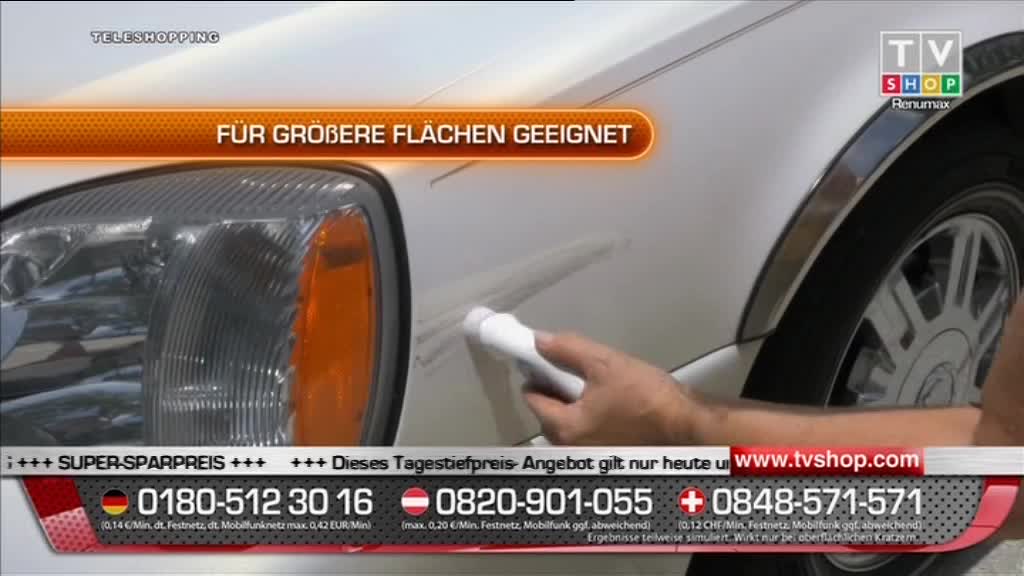 TELESHOPPING
TV
SHOP
Renumax
FÜR GRÖßERE FLÄCHEN GEEIGNET
+++ SUPER-SPARPREIS +++ +++ Dieses Tagestiefpreis- Angebot gilt nur heute
www.tvshop.com
0180-512 30 16 0820-901-055 0848-571-571
(0,14 €/Min. dt. Festnetz, dt. Mobilfunknetz max. 0,42 EUR/Min) (max. 0,20 €/Min. Festnetz, Mobilfunk ggf. abweichend) (0,12 CHF/Min. Festnetz, Mobilfunk ggf. abweichend)
Ergebnisse teilweise simuliert. Wirkt nur bei oberflächlichen Kratzern.